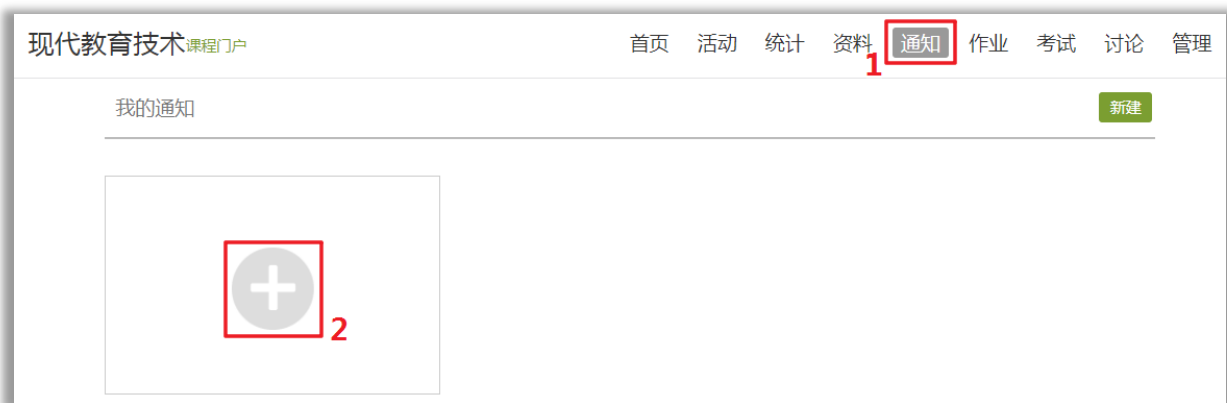 现代教育技术课程门户 首页 活动 统计 资料 通知 作业 考试 讨论 管理
1
我的通知 新建
2